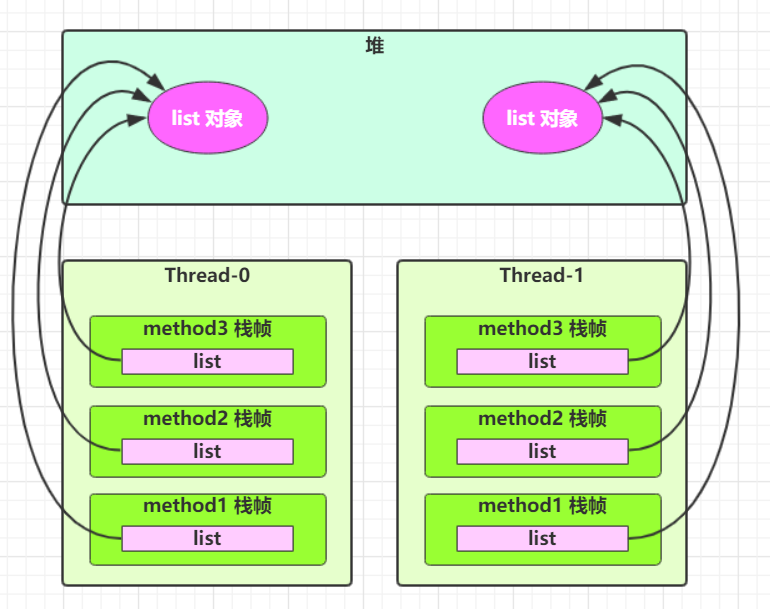 堆
list 对象
list 对象
Thread-0
method3 栈帧
list
method2 栈帧
list
method1 栈帧
list
Thread-1
method3 栈帧
list
method2 栈帧
list
method1 栈帧
list